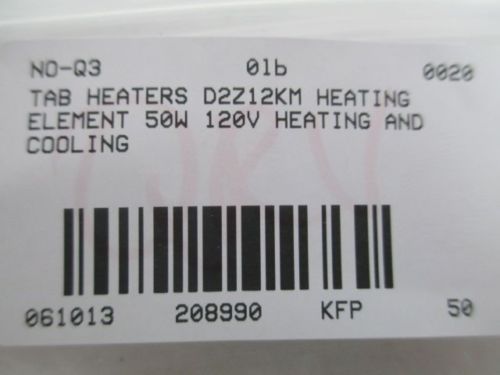 NO-Q3 01b 0020
TAB HEATERS D2Z12KM HEATING
ELEMENT 50W 120V HEATING AND
COOLING
061013 208990 KFP 50